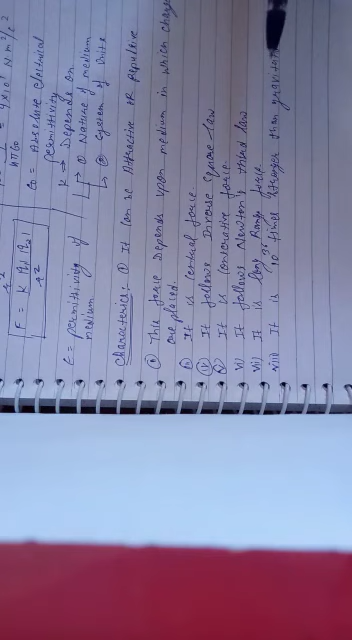 = 9×10⁹ Nm²/c²
4πε₀
F = K |q₁| |q₂|
r²
ε₀ = Absolute electrical
permittivity
K → Depends on
① Nature of medium
② System of Units
ε = permittivity of
medium
Characteristics:- ① It can be Attractive OR Repulsive
② This force Depends upon medium in which charges
are placed.
It is central force.
(iv) It follows Inverse Square Law
It is conservative force.
vi) It follows Newton's third law
vii) It is long Range force.
viii) It is 10³⁶ times stronger than gravitation